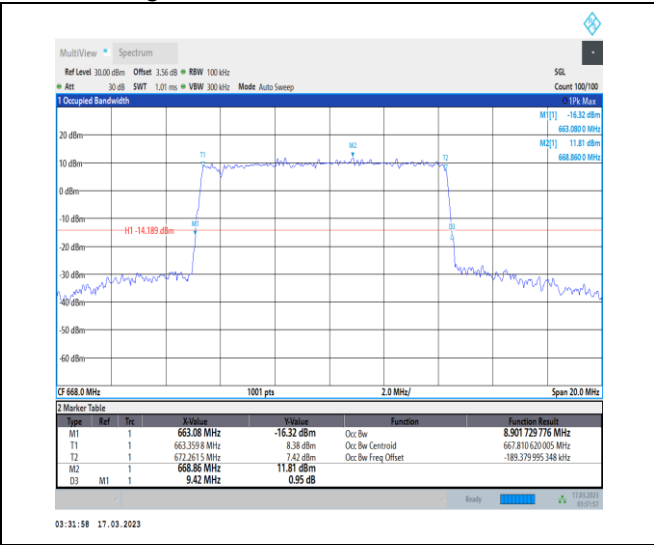 MultiView Spectrum
Ref Level 30.00 dBm Offset 3.56 dB RBW 100 kHz SGL
Att 30 dB SWT 1.01 ms VBW 300 kHz Mode Auto Sweep Count 100/100
1 Occupied Bandwidth 1Pk Max
M1[1] -16.32 dBm
663.080 0 MHz
M2[1] 11.81 dBm
668.860 0 MHz
20 dBm
M2
T1 T2
10 dBm
0 dBm
-10 dBm
M1 D3
H1 -14.189 dBm
-20 dBm
-30 dBm
-40 dBm
-50 dBm
-60 dBm
CF 668.0 MHz 1001 pts 2.0 MHz/ Span 20.0 MHz
2 Marker Table
Type Ref Trc X-Value Y-Value Function Function Result
M1 1 663.08 MHz -16.32 dBm Occ Bw 8.901 729 776 MHz
T1 1 663.359 8 MHz 8.38 dBm Occ Bw Centroid 667.810 620 005 MHz
T2 1 672.261 5 MHz 7.42 dBm Occ Bw Freq Offset -189.379 995 348 kHz
M2 1 668.86 MHz 11.81 dBm
D3 M1 1 9.42 MHz 0.95 dB
Ready 17.03.2023
03:31:57
03:31:58 17.03.2023